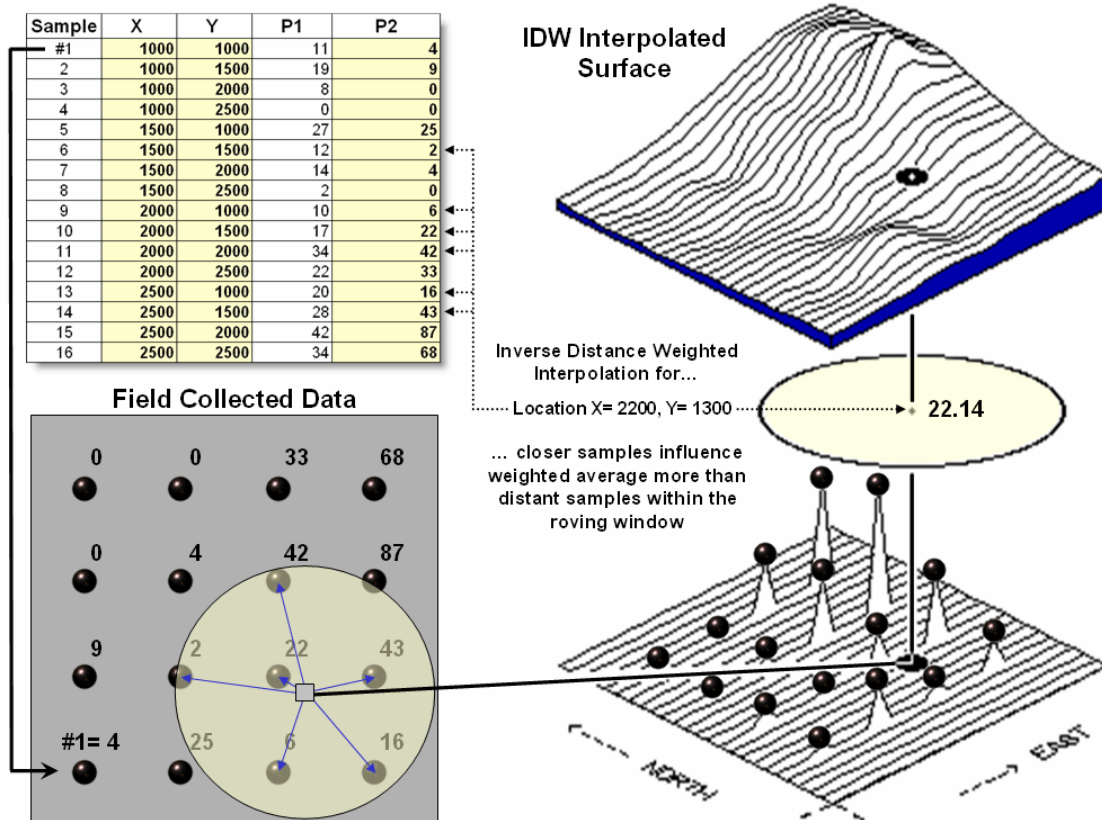 Sample X Y P1 P2
#1 1000 1000 11 4
2 1000 1500 19 9
3 1000 2000 8 0
4 1000 2500 0 0
5 1500 1000 27 25
6 1500 1500 12 2
7 1500 2000 14 4
8 1500 2500 2 0
9 2000 1000 10 6
10 2000 1500 17 22
11 2000 2000 34 42
12 2000 2500 22 33
13 2500 1000 20 16
14 2500 1500 28 43
15 2500 2000 42 87
16 2500 2500 34 68
IDW Interpolated
Surface
Inverse Distance Weighted
Interpolation for...
Location X= 2200, Y= 1300
22.14
... closer samples influence
weighted average more than
distant samples within the
roving window
Field Collected Data
0 0 33 68
0 4 42 87
9 2 22 43
#1= 4 25 6 16
NORTH
EAST